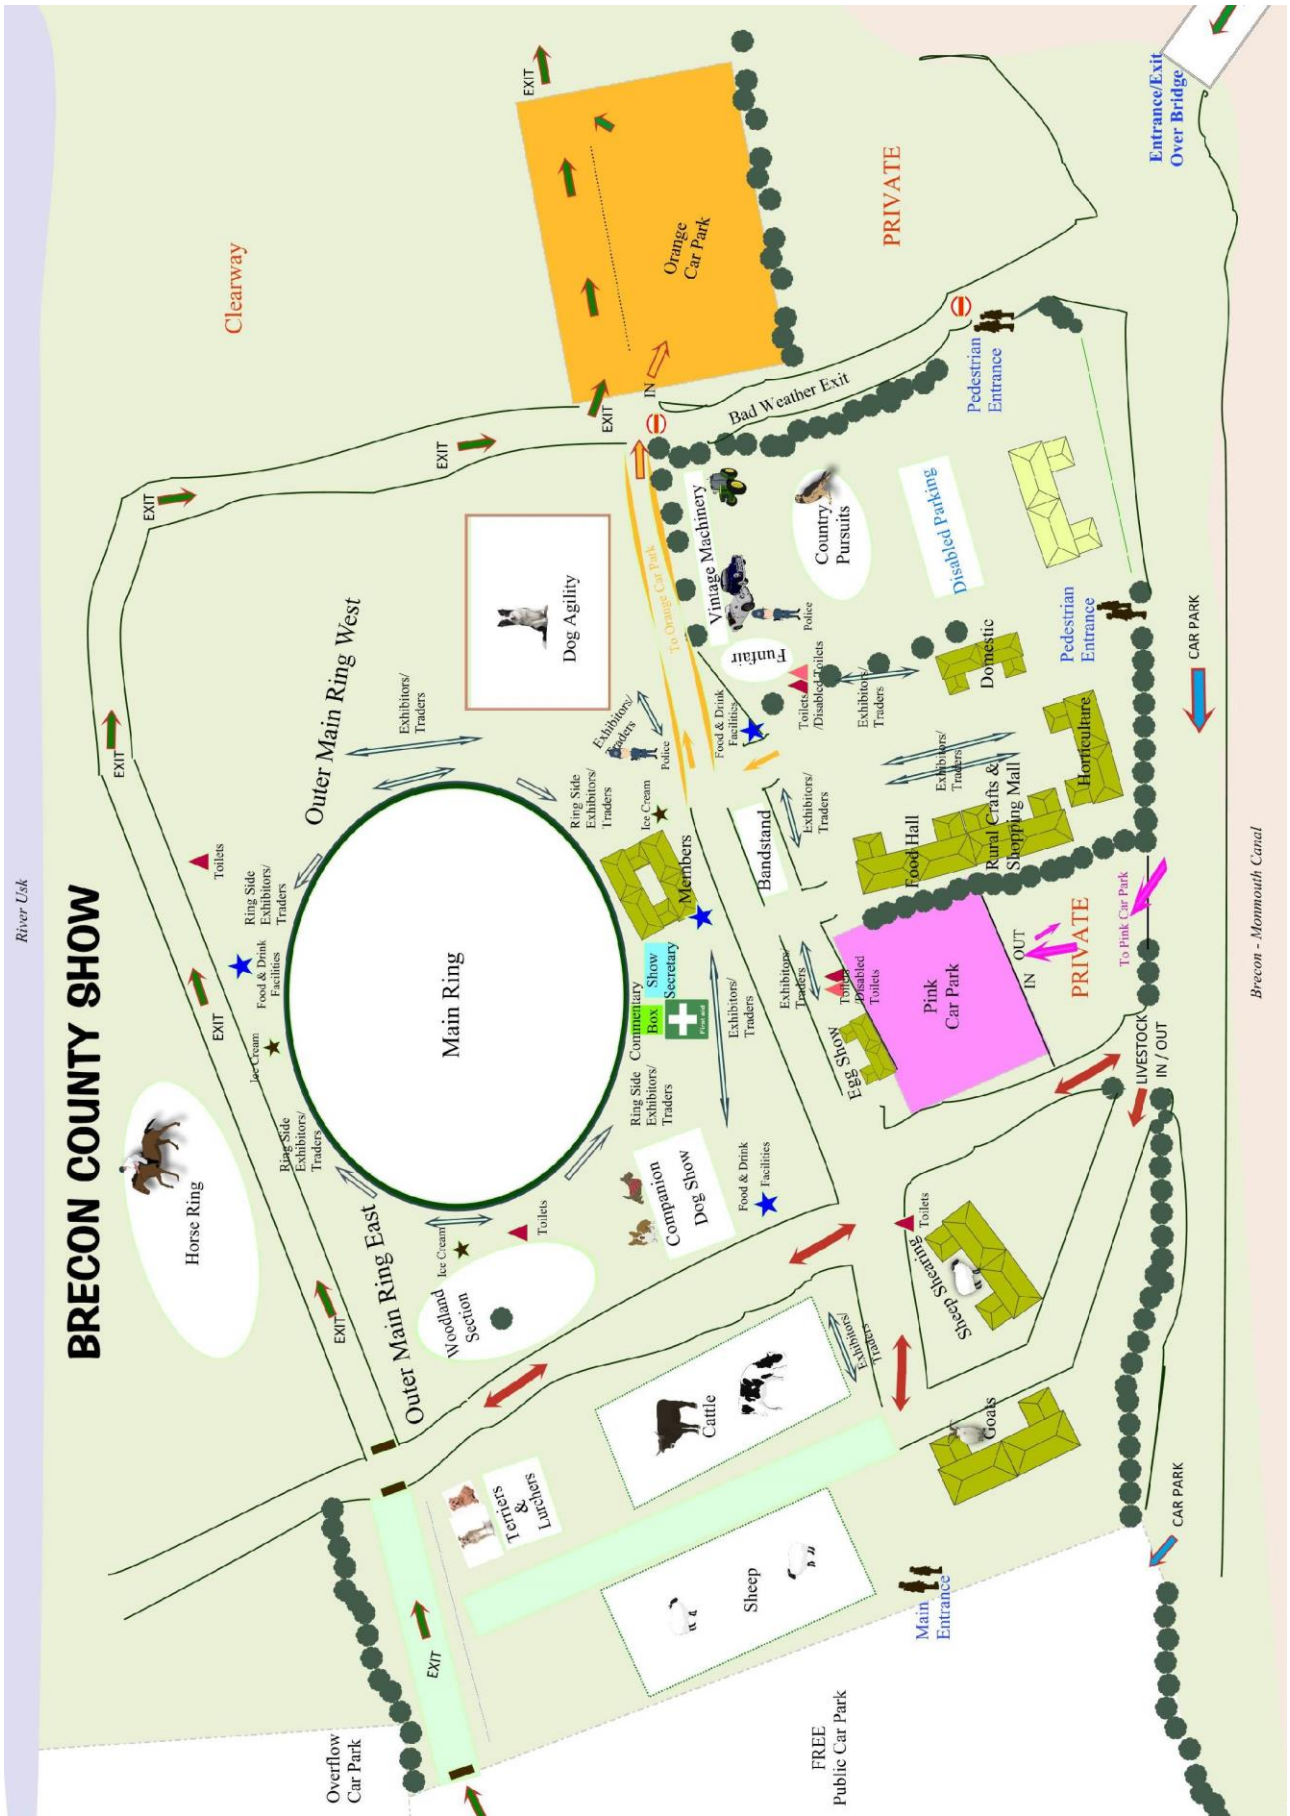 River Usk
BRECON COUNTY SHOW
Clearway
EXIT
EXIT
EXIT
EXIT
EXIT
EXIT
EXIT
EXIT
EXIT
Horse Ring
Toilets
Food & Drink
Facilities
Ring Side
Exhibitors/
Traders
Ice Cream
Ring Side
Exhibitors/
Traders
Outer Main Ring East
Outer Main Ring West
Exhibitors/
Traders
Main Ring
Dog Agility
Orange
Car Park
IN
PRIVATE
Entrance/Exit
Over Bridge
Bad Weather Exit
Pedestrian
Entrance
To Orange Car Park
Exhibitors/
Traders
Police
Ring Side
Exhibitors/
Traders
Ice Cream
Members
Show
Secretary
Commentary
Box
First aid
Ring Side
Exhibitors/
Traders
Exhibitors/
Traders
Woodland
Section
Ice Cream
Toilets
Companion
Dog Show
Food & Drink
Facilities
Vintage Machinery
Country
Pursuits
Disabled Parking
Police
Funfair
Toilets
/Disabled Toilets
Food & Drink
Facilities
Exhibitors/
Traders
Domestic
Pedestrian
Entrance
CAR PARK
Bandstand
Exhibitors/
Traders
Exhibitors/
Traders
Food Hall
Rural Crafts &
Shopping Mall
Horticulture
Exhibitors/
Traders
Toilets
/Disabled
Toilets
Egg Show
Pink
Car Park
IN
OUT
PRIVATE
To Pink Car Park
LIVESTOCK
IN / OUT
Brecon - Monmouth Canal
Toilets
Sheep Shearing
Exhibitors/
Traders
Cattle
Goats
Terriers
&
Lurchers
Sheep
Main
Entrance
CAR PARK
Overflow
Car Park
FREE
Public Car Park